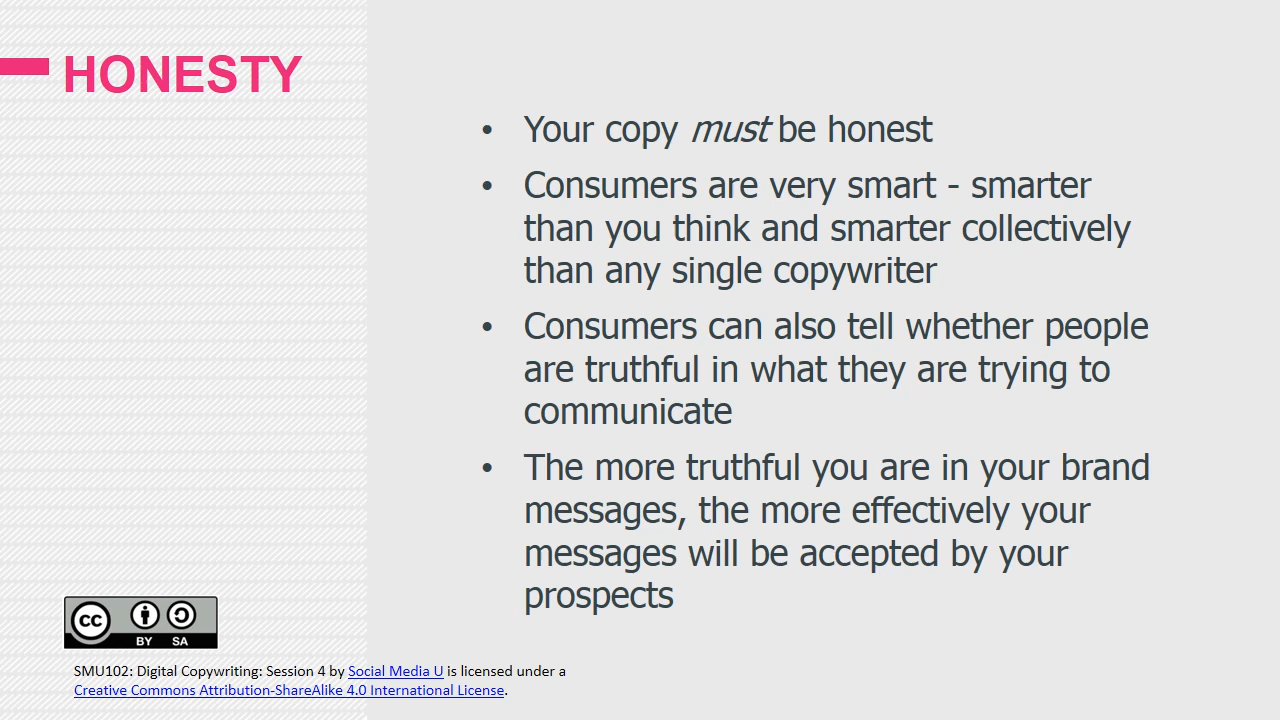 HONESTY
• Your copy must be honest
• Consumers are very smart - smarter
than you think and smarter collectively
than any single copywriter
• Consumers can also tell whether people
are truthful in what they are trying to
communicate
• The more truthful you are in your brand
messages, the more effectively your
messages will be accepted by your
prospects
cc
BY SA
SMU102: Digital Copywriting: Session 4 by Social Media U is licensed under a
Creative Commons Attribution-ShareAlike 4.0 International License.